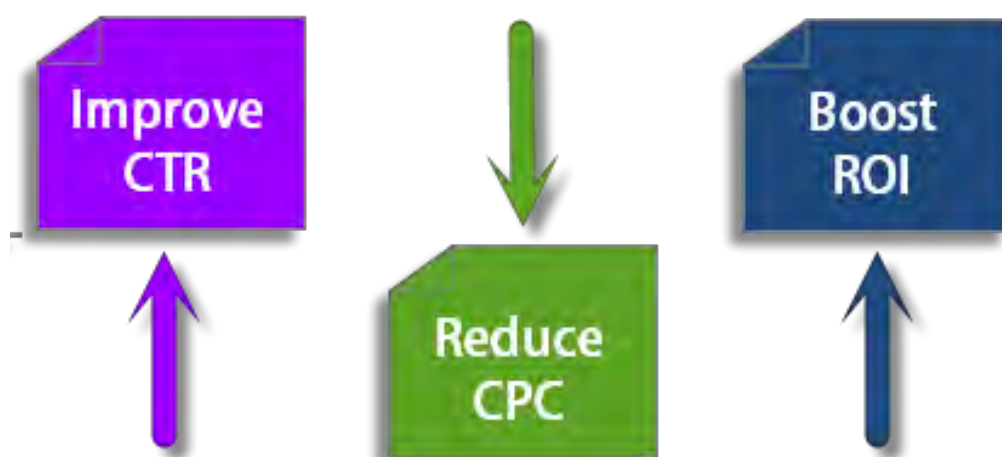 Improve
CTR
Reduce
CPC
Boost
ROI